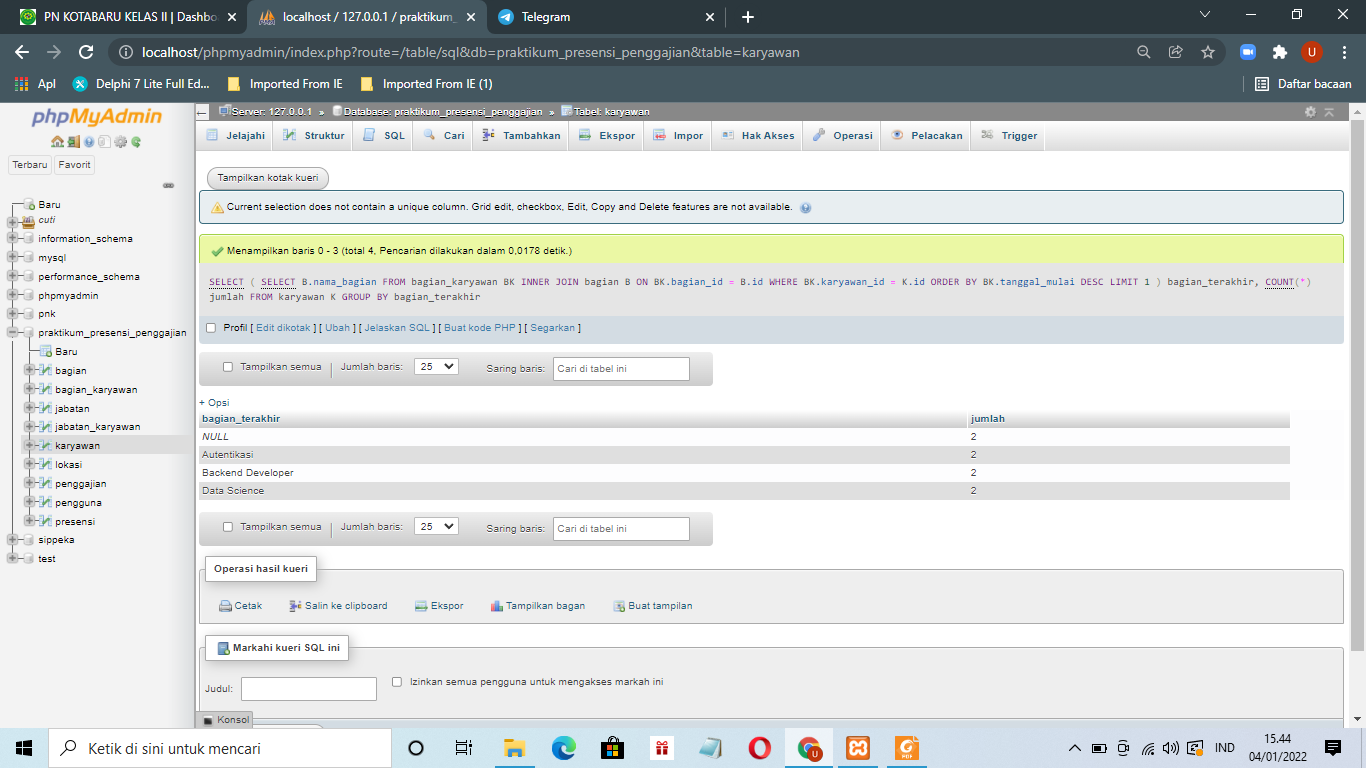 PN KOTABARU KELAS II | Dashbo
localhost / 127.0.0.1 / praktikum_
Telegram
localhost/phpmyadmin/index.php?route=/table/sql&db=praktikum_presensi_penggajian&table=karyawan
U
Apl
Delphi 7 Lite Full Ed...
Imported From IE
Imported From IE (1)
Daftar bacaan
phpMyAdmin
Terbaru
Favorit
Baru
cuti
information_schema
mysql
performance_schema
phpmyadmin
pnk
praktikum_presensi_penggajian
Baru
bagian
bagian_karyawan
jabatan
jabatan_karyawan
karyawan
lokasi
penggajian
pengguna
presensi
sippeka
test
Server: 127.0.0.1 » Database: praktikum_presensi_penggajian » Tabel: karyawan
Jelajahi
Struktur
SQL
Cari
Tambahkan
Ekspor
Impor
Hak Akses
Operasi
Pelacakan
Trigger
Tampilkan kotak kueri
Current selection does not contain a unique column. Grid edit, checkbox, Edit, Copy and Delete features are not available.
Menampilkan baris 0 - 3 (total 4, Pencarian dilakukan dalam 0,0178 detik.)
SELECT ( SELECT B.nama_bagian FROM bagian_karyawan BK INNER JOIN bagian B ON BK.bagian_id = B.id WHERE BK.karyawan_id = K.id ORDER BY BK.tanggal_mulai DESC LIMIT 1 ) bagian_terakhir, COUNT(*)
jumlah FROM karyawan K GROUP BY bagian_terakhir
Profil [ Edit dikotak ] [ Ubah ] [ Jelaskan SQL ] [ Buat kode PHP ] [ Segarkan ]
Tampilkan semua
Jumlah baris: 25
Saring baris: Cari di tabel ini
+ Opsi
bagian_terakhir jumlah
NULL 2
Autentikasi 2
Backend Developer 2
Data Science 2
Tampilkan semua
Jumlah baris: 25
Saring baris: Cari di tabel ini
Operasi hasil kueri
Cetak
Salin ke clipboard
Ekspor
Tampilkan bagan
Buat tampilan
Markahi kueri SQL ini
Judul:
Izinkan semua pengguna untuk mengakses markah ini
Konsol
Ketik di sini untuk mencari
U
PDF
IND
15.44
04/01/2022